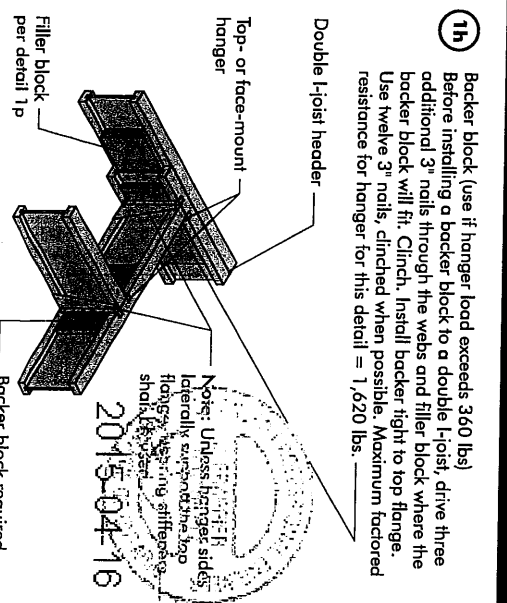 1h
Backer block (use if hanger load exceeds 360 lbs)
Before installing a backer block to a double I-joist, drive three
additional 3" nails through the webs and filler block where the
backer block will fit. Clinch. Install backer tight to top flange.
Use twelve 3" nails, clinched when possible. Maximum factored
resistance for hanger for this detail = 1,620 lbs.
Double I-joist header
Top- or face-mount
hanger
Filler block
per detail 1p
Note: Unless hanger sides
laterally support the top
flange, bearing stiffeners
shall be used.
2015-04-16
Backer block required